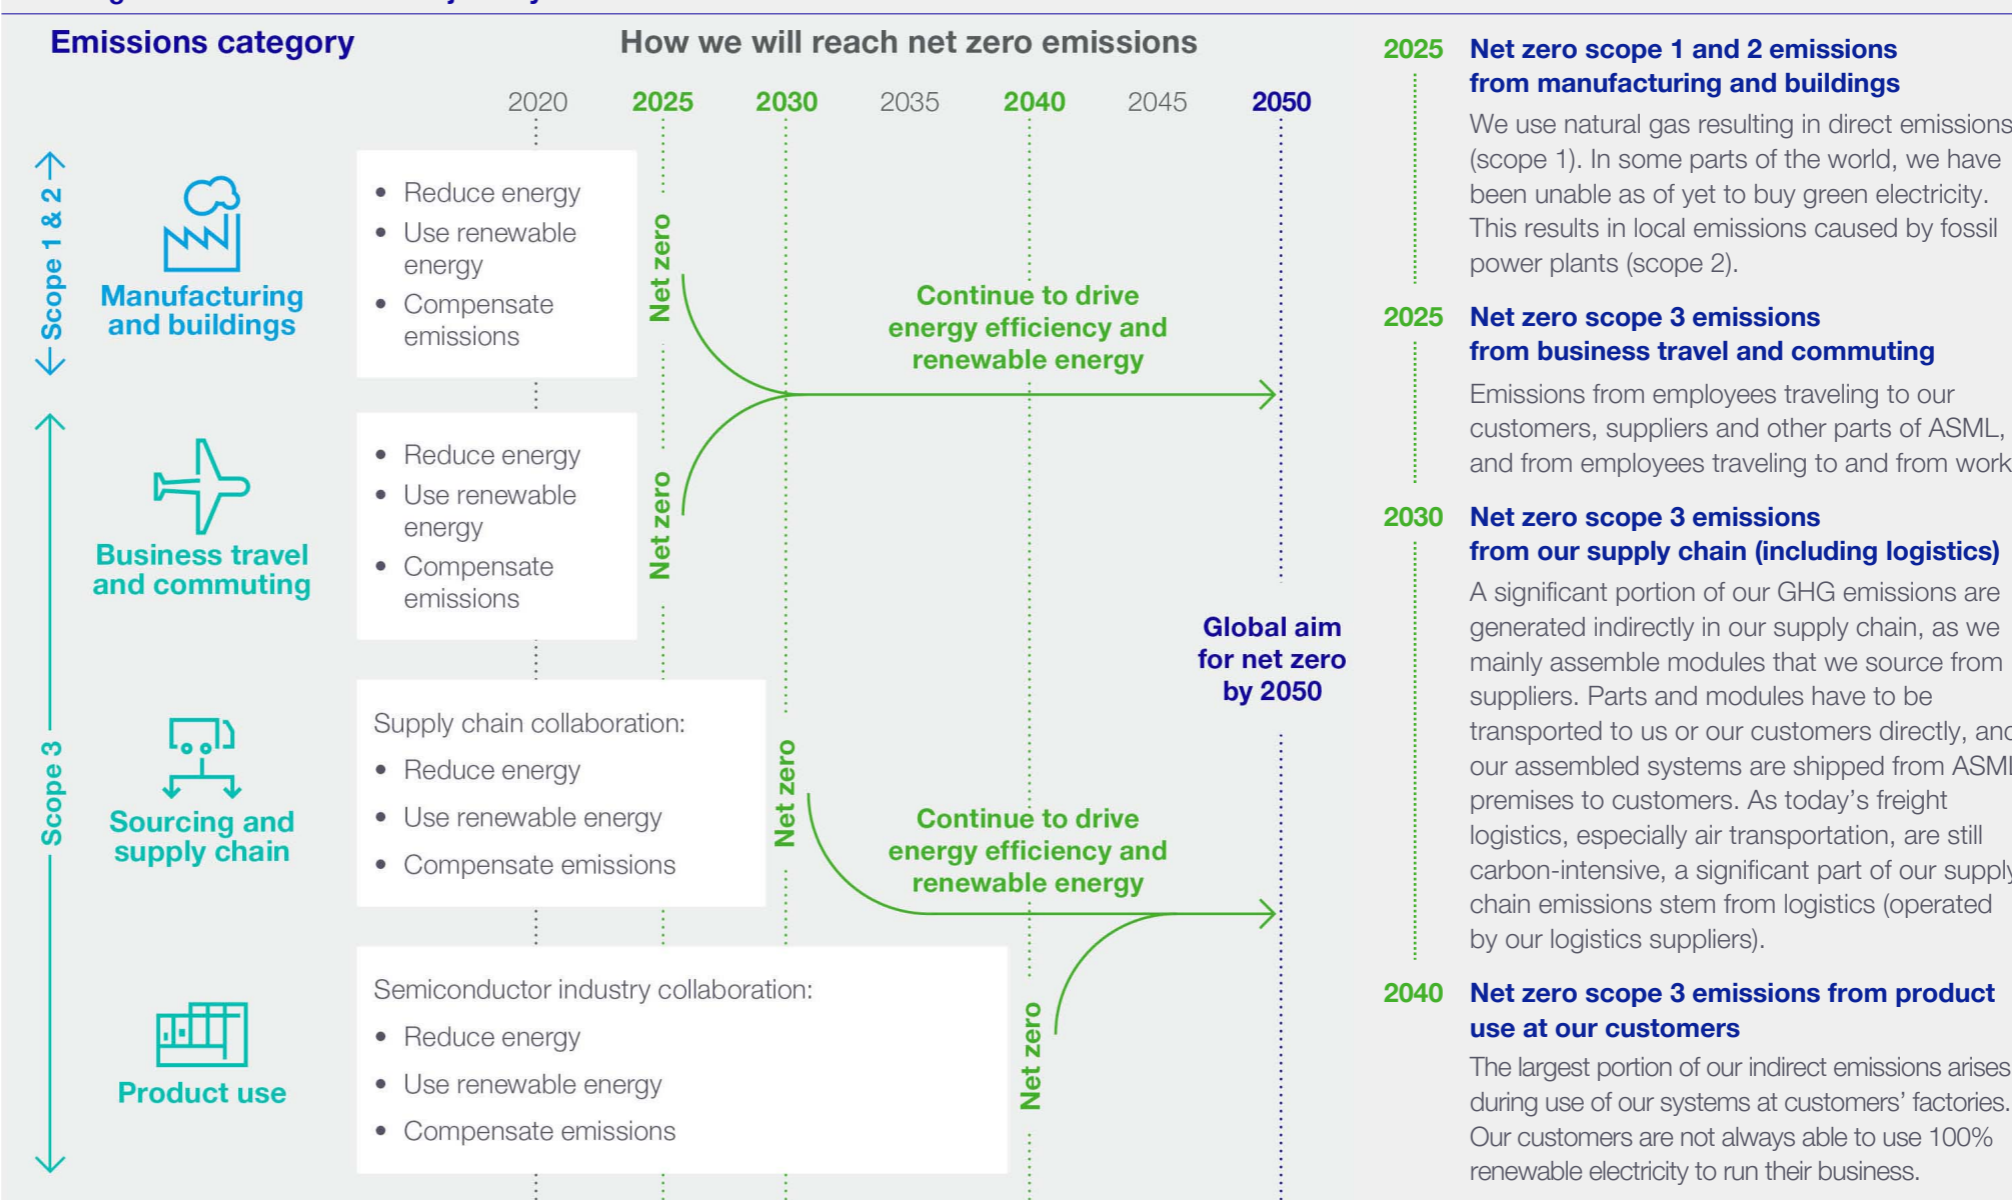 Emissions category
How we will reach net zero emissions
2020
2025
2030
2035
2040
2045
2050
Scope 1 & 2
Manufacturing
and buildings
• Reduce energy
• Use renewable
energy
• Compensate
emissions
Net zero
Continue to drive
energy efficiency and
renewable energy
Scope 3
Business travel
and commuting
• Reduce energy
• Use renewable
energy
• Compensate
emissions
Net zero
Global aim
for net zero
by 2050
Sourcing and
supply chain
Supply chain collaboration:
• Reduce energy
• Use renewable energy
• Compensate emissions
Net zero
Continue to drive
energy efficiency and
renewable energy
Product use
Semiconductor industry collaboration:
• Reduce energy
• Use renewable energy
• Compensate emissions
Net zero
2025 Net zero scope 1 and 2 emissions
from manufacturing and buildings
We use natural gas resulting in direct emissions
(scope 1). In some parts of the world, we have
been unable as of yet to buy green electricity.
This results in local emissions caused by fossil
power plants (scope 2).
2025 Net zero scope 3 emissions
from business travel and commuting
Emissions from employees traveling to our
customers, suppliers and other parts of ASML,
and from employees traveling to and from work
2030 Net zero scope 3 emissions
from our supply chain (including logistics)
A significant portion of our GHG emissions are
generated indirectly in our supply chain, as we
mainly assemble modules that we source from
suppliers. Parts and modules have to be
transported to us or our customers directly, and
our assembled systems are shipped from ASML
premises to customers. As today's freight
logistics, especially air transportation, are still
carbon-intensive, a significant part of our supply
chain emissions stem from logistics (operated
by our logistics suppliers).
2040 Net zero scope 3 emissions from product
use at our customers
The largest portion of our indirect emissions arises
during use of our systems at customers' factories.
Our customers are not always able to use 100%
renewable electricity to run their business.